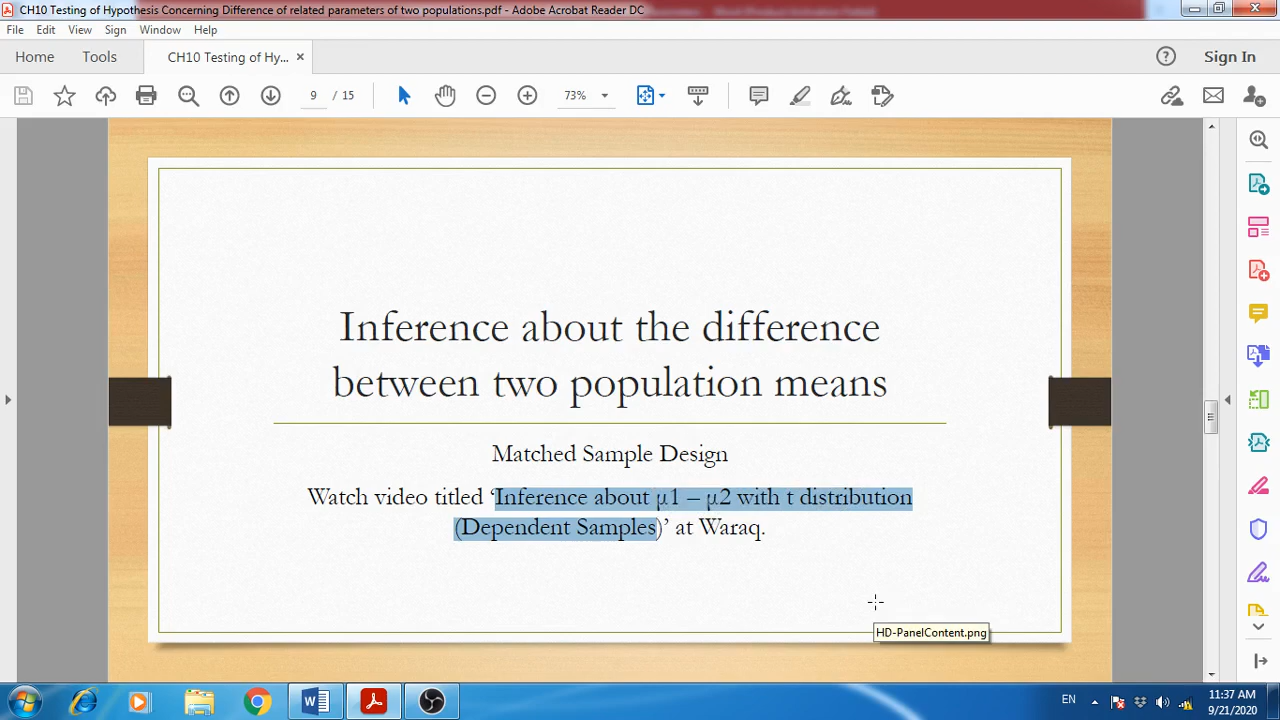 CH10 Testing of Hypothesis Concerning Difference of related parameters of two populations.pdf - Adobe Acrobat Reader DC
File Edit View Sign Window Help
Home Tools CH10 Testing of Hy... × Sign In
9 / 15 73%
Inference about the difference
between two population means
Matched Sample Design
Watch video titled ‘Inference about µ1 – µ2 with t distribution
(Dependent Samples)’ at Waraq.
HD-PanelContent.png
EN 11:37 AM
9/21/2020